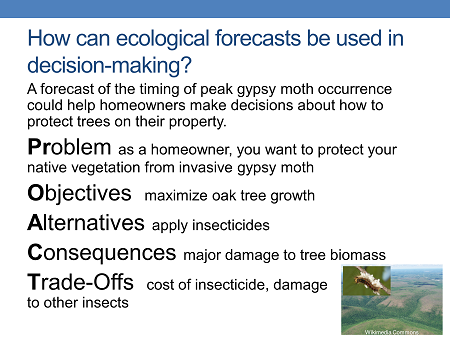 How can ecological forecasts be used in
decision-making?
A forecast of the timing of peak gypsy moth occurrence
could help homeowners make decisions about how to
protect trees on their property.
Problem as a homeowner, you want to protect your
native vegetation from invasive gypsy moth
Objectives maximize oak tree growth
Alternatives apply insecticides
Consequences major damage to tree biomass
Trade-Offs cost of insecticide, damage
to other insects
Wikimedia Commons